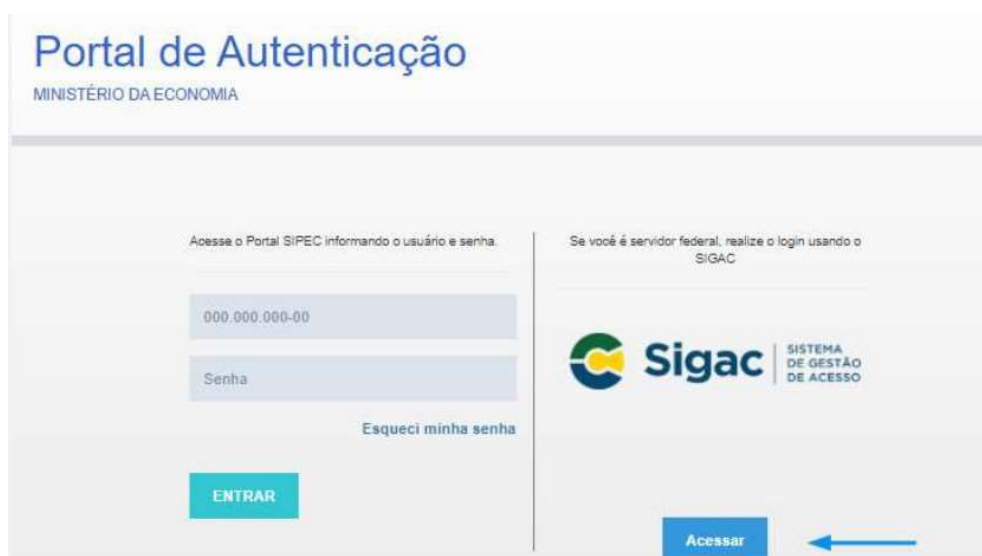 Portal de Autenticação
MINISTÉRIO DA ECONOMIA
Acesse o Portal SIPEC informando o usuário e senha.
000.000.000-00
Senha
Esqueci minha senha
ENTRAR
Se você é servidor federal, realize o login usando o
SIGAC
Sigac
SISTEMA
DE GESTÃO
DE ACESSO
Acessar